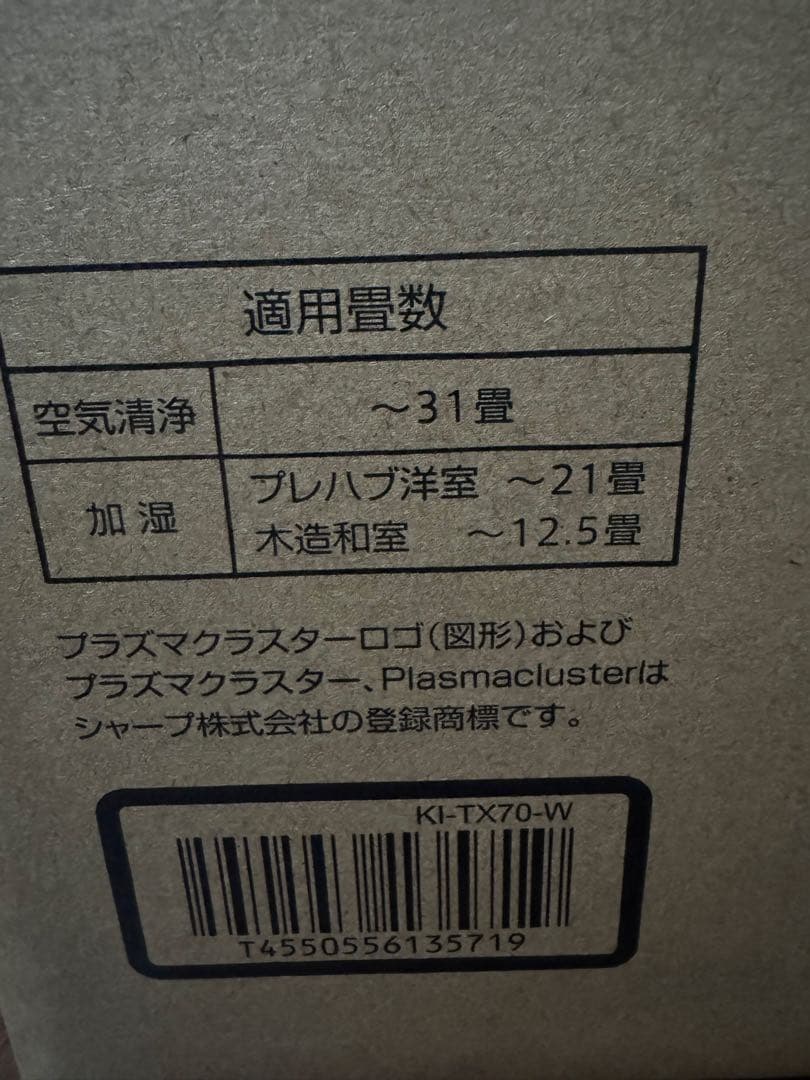 適用畳数
空気清浄 ～31畳
加湿 プレハブ洋室 ～21畳
木造和室 ～12.5畳
プラズマクラスターロゴ(図形)および
プラズマクラスター、Plasmaclusterは
シャープ株式会社の登録商標です。
KI-TX70-W
T4550556135719